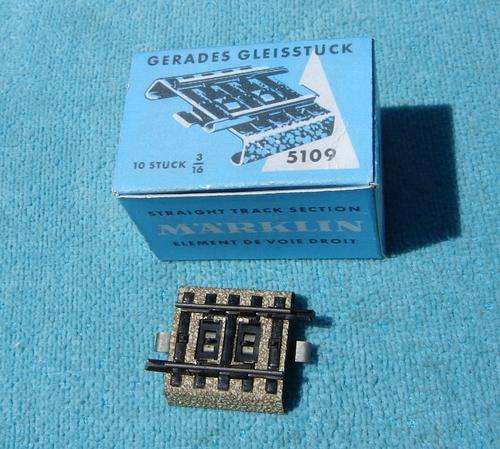 GERADES GLEISSTÜCK
10 STÜCK 3/16
5109
STRAIGHT TRACK SECTION
MÄRKLIN
ELEMENT DE VOIE DROIT